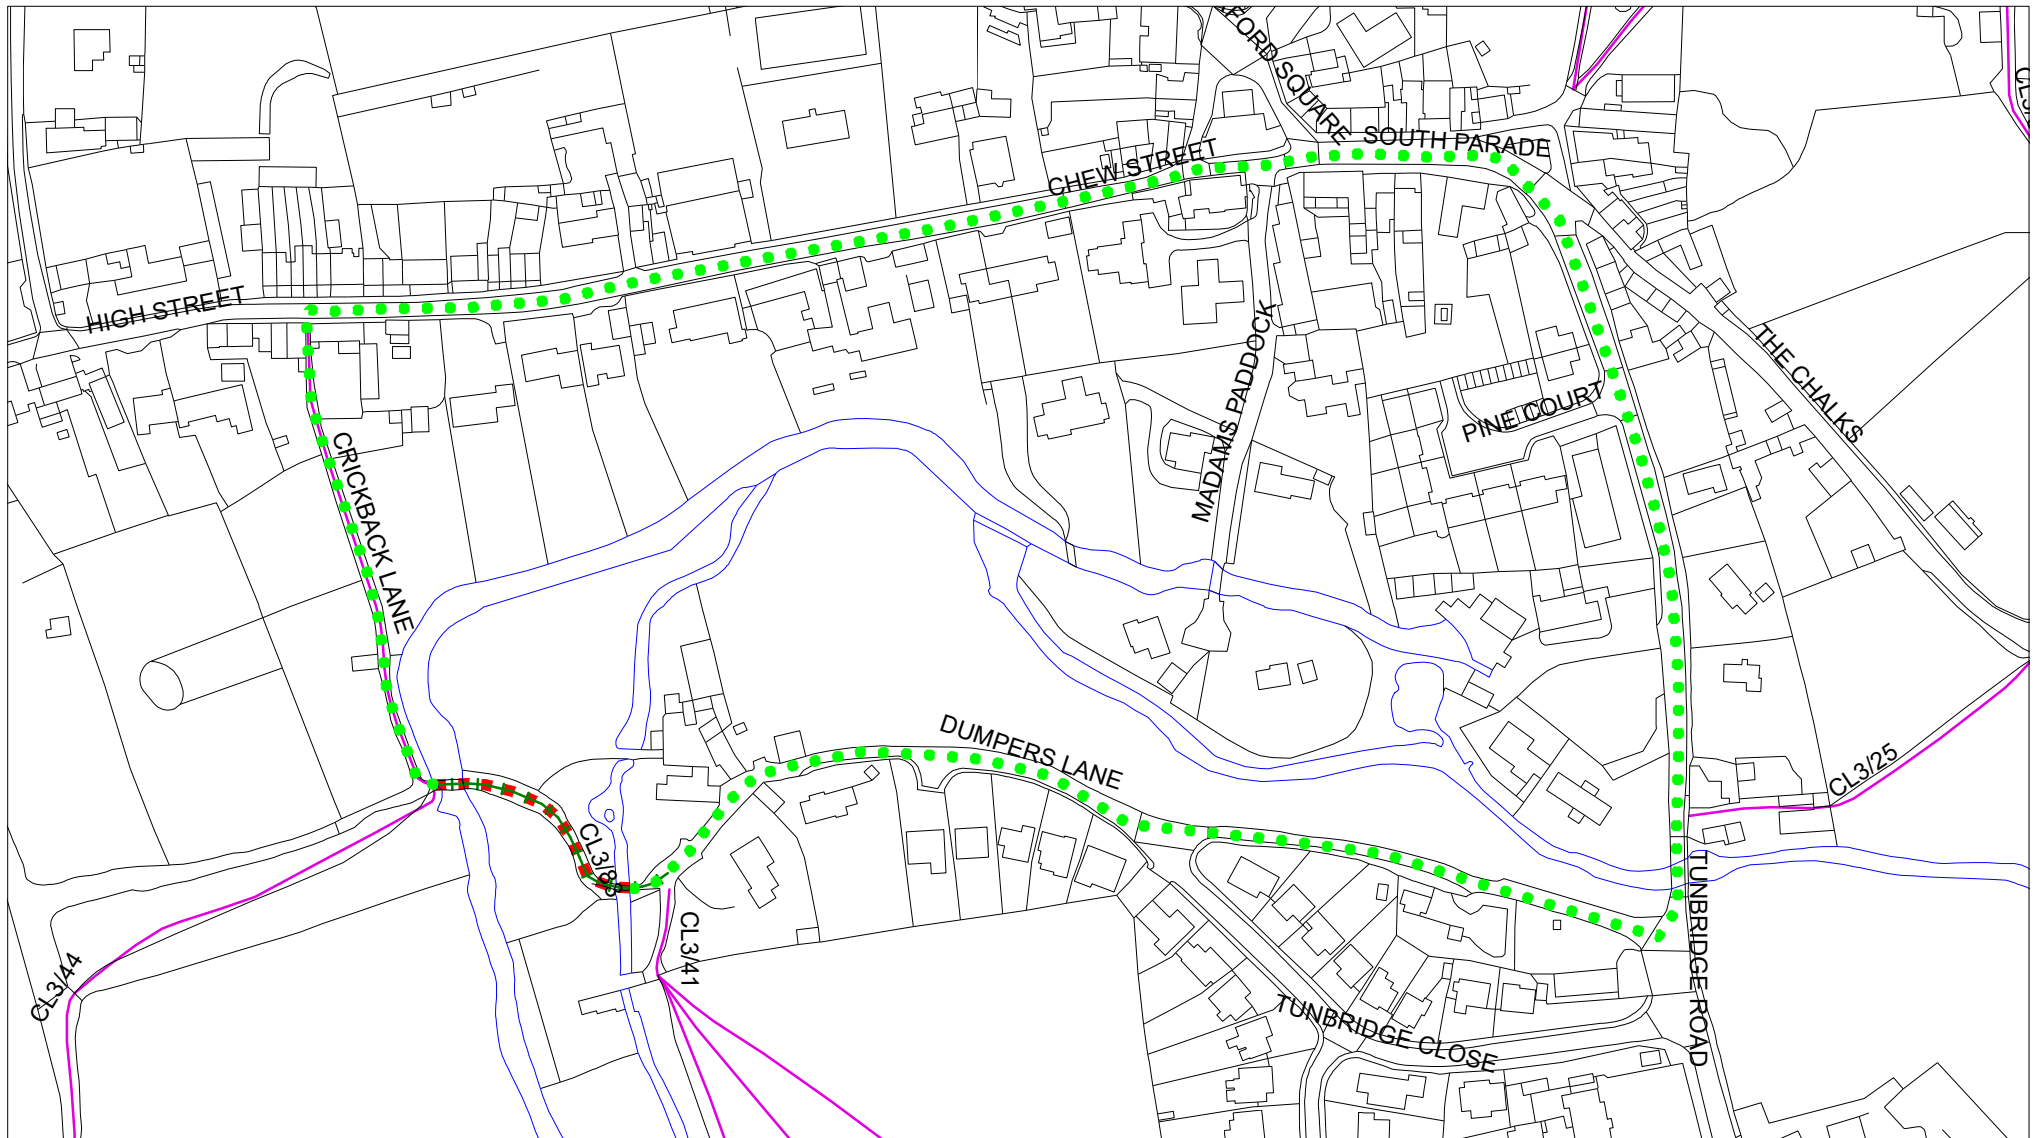 SOUTH PARADE
CHEW STREET
HIGH STREET
MADAMS PADDOCK
THE CHALKS
PINE COURT
CRICKBACK LANE
DUMPERS LANE
CL3/25
CL3/41
CL3/44
TUNBRIDGE ROAD
TUNBRIDGE CLOSE
SQUARE